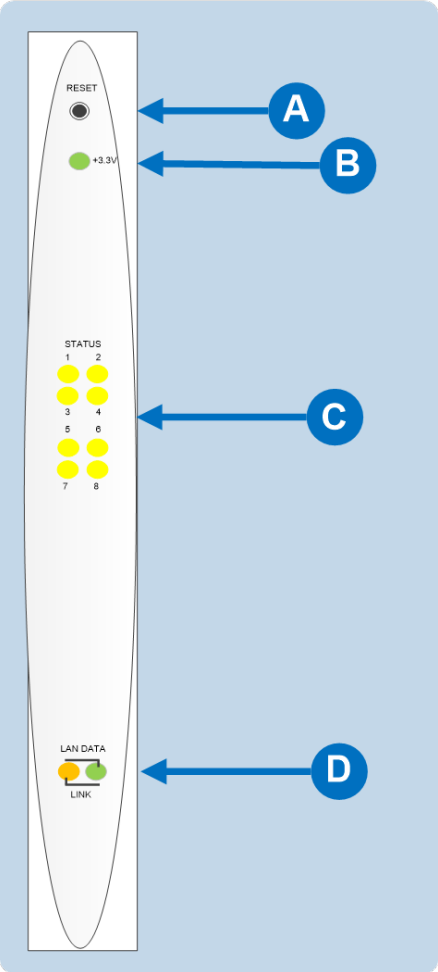 RESET
A
+3.3V
B
STATUS
1 2
3 4
C
5 6
7 8
LAN DATA
D
LINK